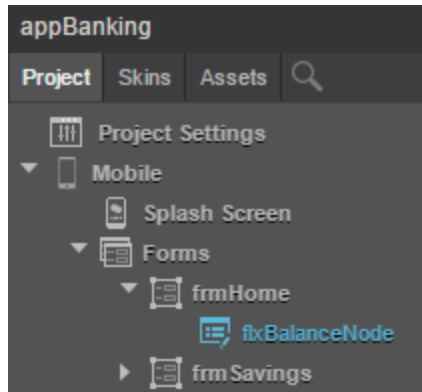 appBanking
Project Skins Assets
Project Settings
Mobile
Splash Screen
Forms
frmHome
flxBalanceNode
frmSavings